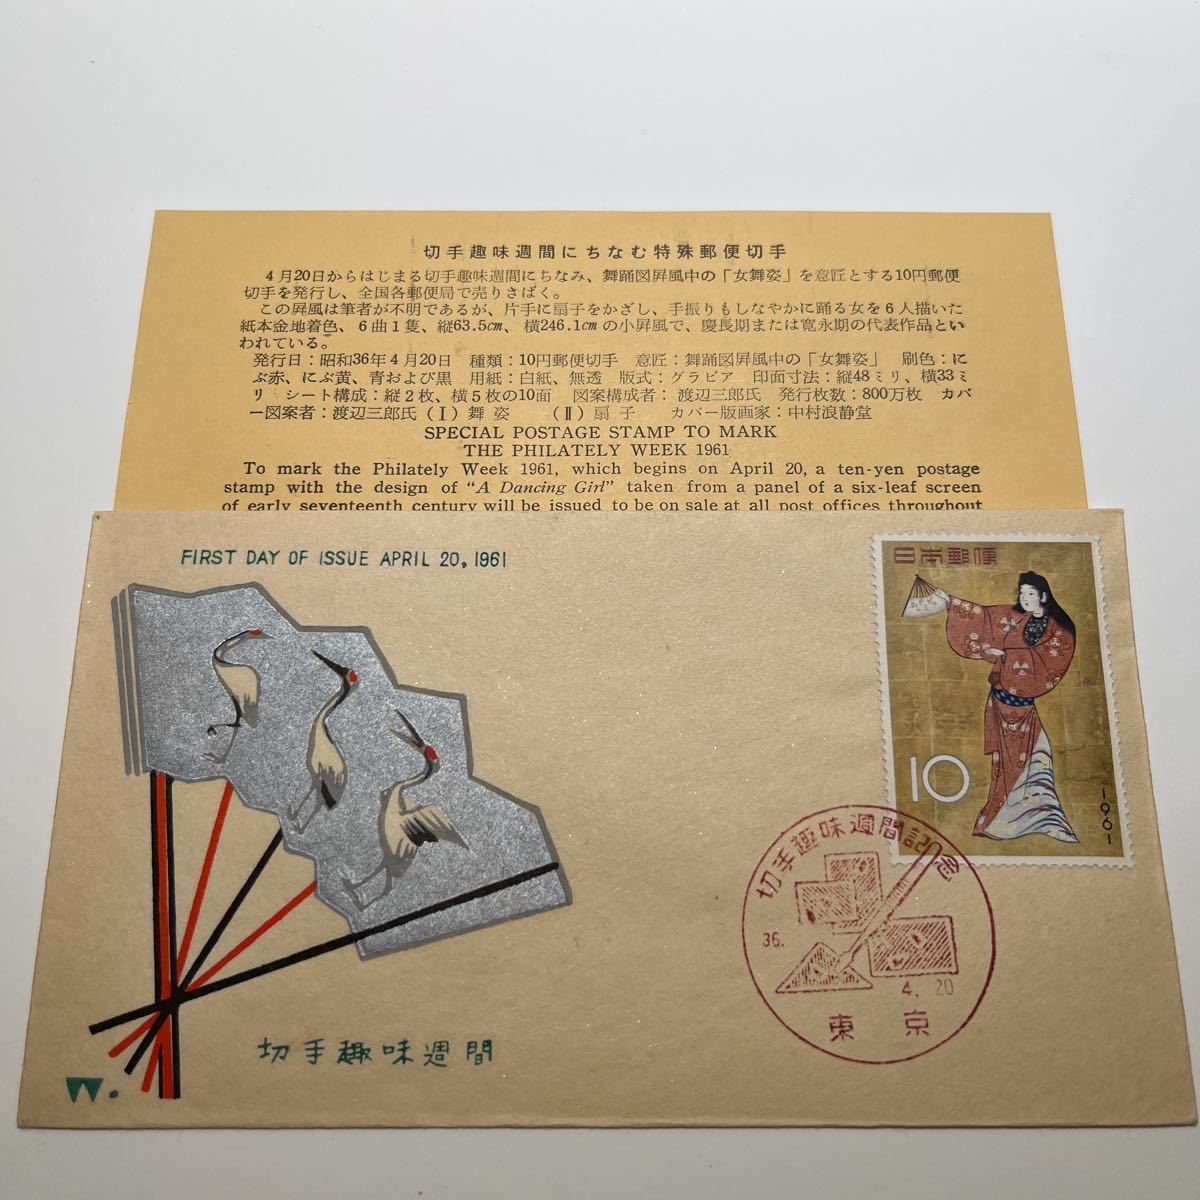 切手趣味週間にちなむ特殊郵便切手
4月20日からはじまる切手趣味週間にちなみ、舞踊図屏風中の「女舞姿」を意匠とする10円郵便
切手を発行し、全国各郵便局で売りさばく。
この屏風は筆者が不明であるが、片手に扇子をかざし、手振りもしなやかに踊る女を6人描いた
紙本金地着色、6曲1隻、縦63.5㎝、横246.1㎝の小屏風で、慶長期または寛永期の代表作品とい
われている。
発行日:昭和36年4月20日 種類:10円郵便切手 意匠:舞踊図屏風中の「女舞姿」 刷色:に
ぶ赤、にぶ黄、青および黒 用紙:白紙、無透 版式:グラビア 印面寸法:縦48ミリ、横33ミ
リ シート構成:縦2枚、横5枚の10面 図案構成者:渡辺三郎氏 発行枚数:800万枚 カバ
ー図案者:渡辺三郎氏(Ⅰ)舞姿 (Ⅱ)扇子 カバー版画家:中村浪静堂
SPECIAL POSTAGE STAMP TO MARK
THE PHILATELY WEEK 1961
To mark the Philately Week 1961, which begins on April 20, a ten-yen postage
stamp with the design of "A Dancing Girl" taken from a panel of a six-leaf screen
of early seventeenth century will be issued to be on sale at all post offices throughout
FIRST DAY OF ISSUE APRIL 20, 1961
日本郵便
10
1961
切手趣味週間記念
36.
4. 20
東京
切手趣味週間
W.